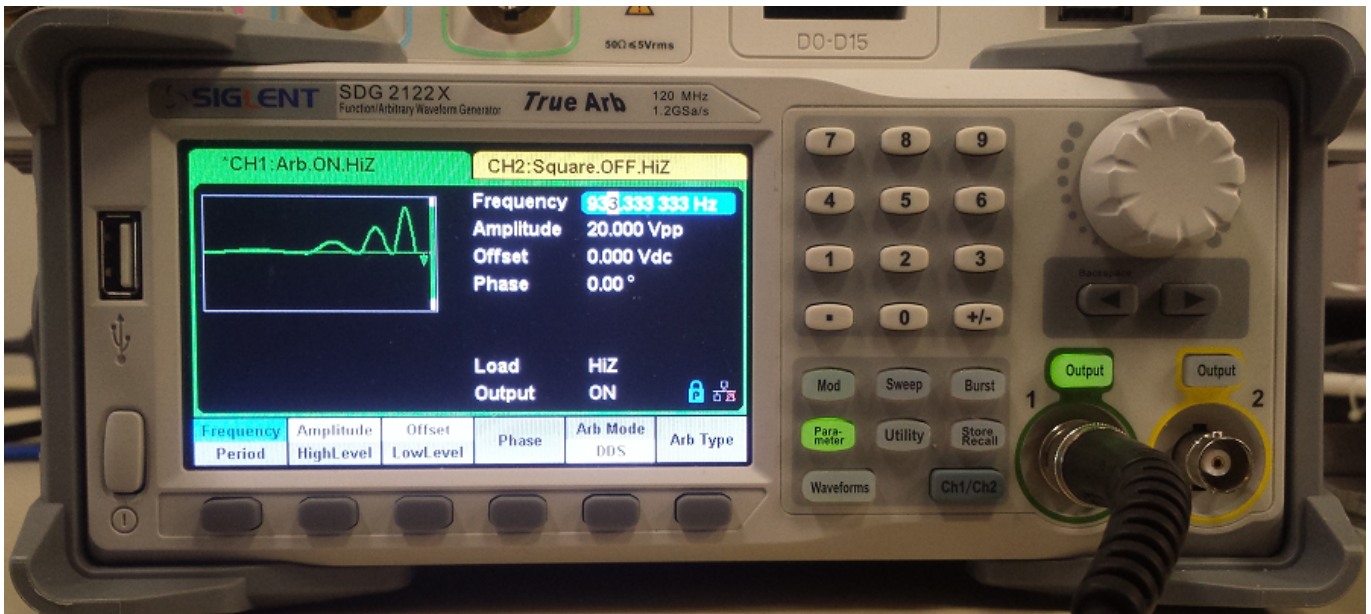 50Ω≤5Vrms
D0-D15
SIGLENT SDG 2122X
Function/Arbitrary Waveform Generator
True Arb
120 MHz
1.2GSa/s
*CH1:Arb.ON.HiZ
CH2:Square.OFF.HiZ
Frequency 933.333 333 Hz
Amplitude 20.000 Vpp
Offset 0.000 Vdc
Phase 0.00 °
Load HiZ
Output ON
P
Frequency
Period
Amplitude
HighLevel
Offset
LowLevel
Phase
Arb Mode
DDS
Arb Type
7 8 9
4 5 6
1 2 3
. 0 +/-
Backspace
Mod Sweep Burst
Para-
meter
Utility
Store
Recall
Waveforms Ch1/Ch2
Output
Output
1
2